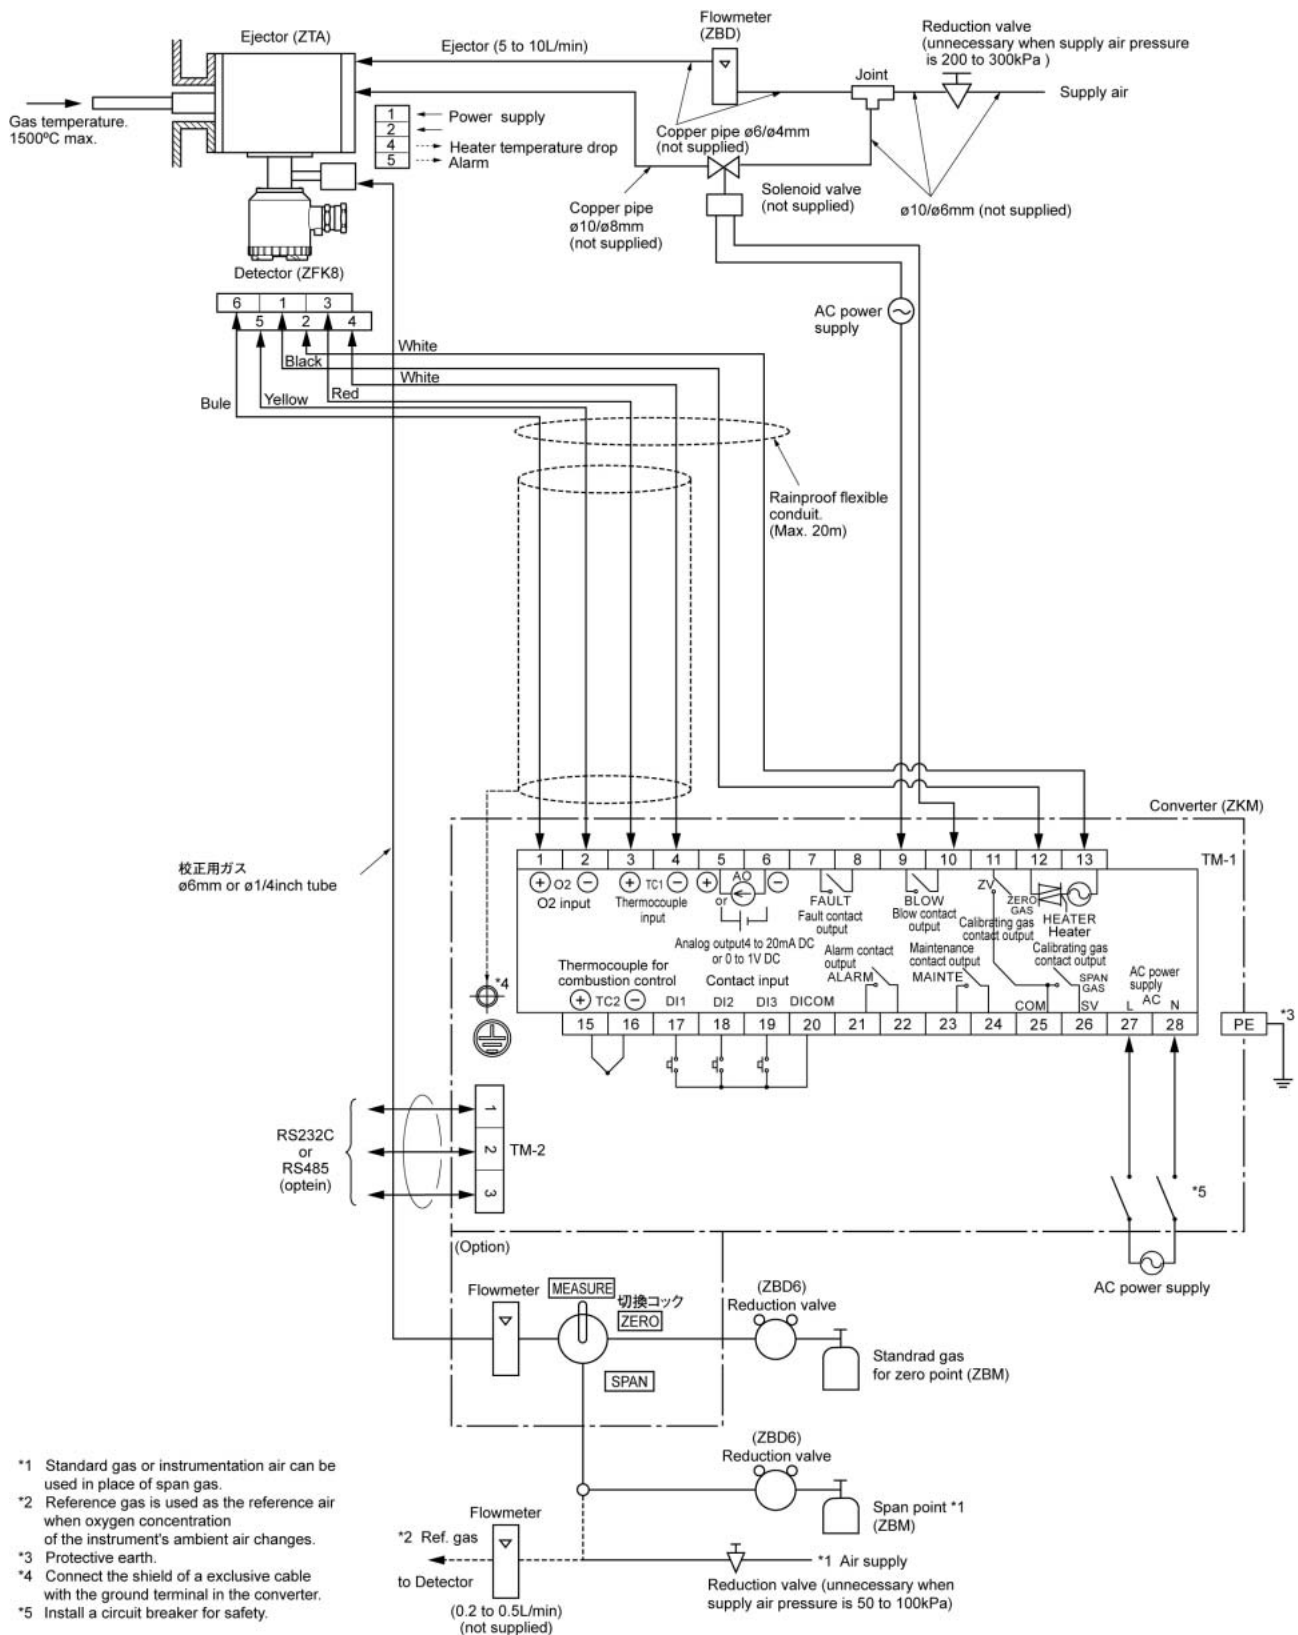 Flowmeter
(ZBD)
Reduction valve
(unnecessary when supply air pressure
is 200 to 300kPa )
Ejector (ZTA)
Ejector (5 to 10L/min)
Joint
Supply air
Gas temperature.
1500ºC max.
1
2
4
5
Power supply
Heater temperature drop
Alarm
Copper pipe ø6/ø4mm
(not supplied)
Solenoid valve
(not supplied)
ø10/ø6mm (not supplied)
Copper pipe
ø10/ø8mm
(not supplied)
Detector (ZFK8)
6 1 3
5 2 4
AC power
supply
White
Black
White
Red
Yellow
Bule
Rainproof flexible
conduit.
(Max. 20m)
Converter (ZKM)
校正用ガス
ø6mm or ø1/4inch tube
1 2 3 4 5 6 7 8 9 10 11 12 13
TM-1
+ O2 −
O2 input
+ TC1 −
Thermocouple
input
+ AO −
or
Analog output4 to 20mA DC
or 0 to 1V DC
FAULT
Fault contact
output
BLOW
Blow contact
output
ZV
ZERO
GAS
Calibrating gas
contact output
HEATER
Heater
Thermocouple for
combustion control
+ TC2 −
Contact input
DI1 DI2 DI3 DICOM
Alarm contact
output
ALARM
Maintenance
contact output
MAINTE
Calibrating gas
contact output
SPAN
GAS
COM SV
AC power
supply
AC
L N
*4
15 16 17 18 19 20 21 22 23 24 25 26 27 28
PE
*3
RS232C
or
RS485
(optein)
1
2
3
TM-2
*5
AC power supply
(Option)
Flowmeter
MEASURE
切換コック
ZERO
SPAN
(ZBD6)
Reduction valve
Standrad gas
for zero point (ZBM)
(ZBD6)
Reduction valve
Span point *1
(ZBM)
Flowmeter
*2 Ref. gas
to Detector
(0.2 to 0.5L/min)
(not supplied)
*1 Air supply
Reduction valve (unnecessary when
supply air pressure is 50 to 100kPa)
*1 Standard gas or instrumentation air can be
used in place of span gas.
*2 Reference gas is used as the reference air
when oxygen concentration
of the instrument's ambient air changes.
*3 Protective earth.
*4 Connect the shield of a exclusive cable
with the ground terminal in the converter.
*5 Install a circuit breaker for safety.